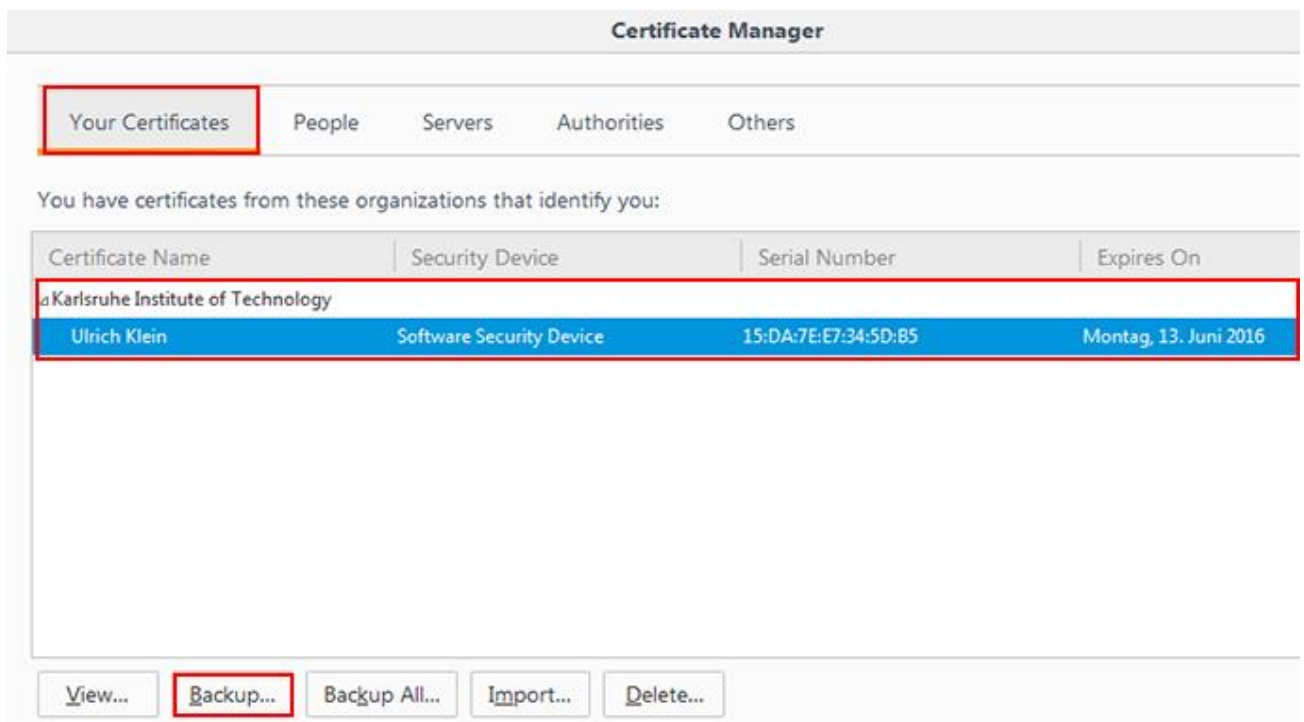 Certificate Manager
Your Certificates People Servers Authorities Others
You have certificates from these organizations that identify you:
Certificate Name Security Device Serial Number Expires On
Karlsruhe Institute of Technology
Ulrich Klein Software Security Device 15:DA:7E:E7:34:5D:B5 Montag, 13. Juni 2016
View... Backup... Backup All... Import... Delete...